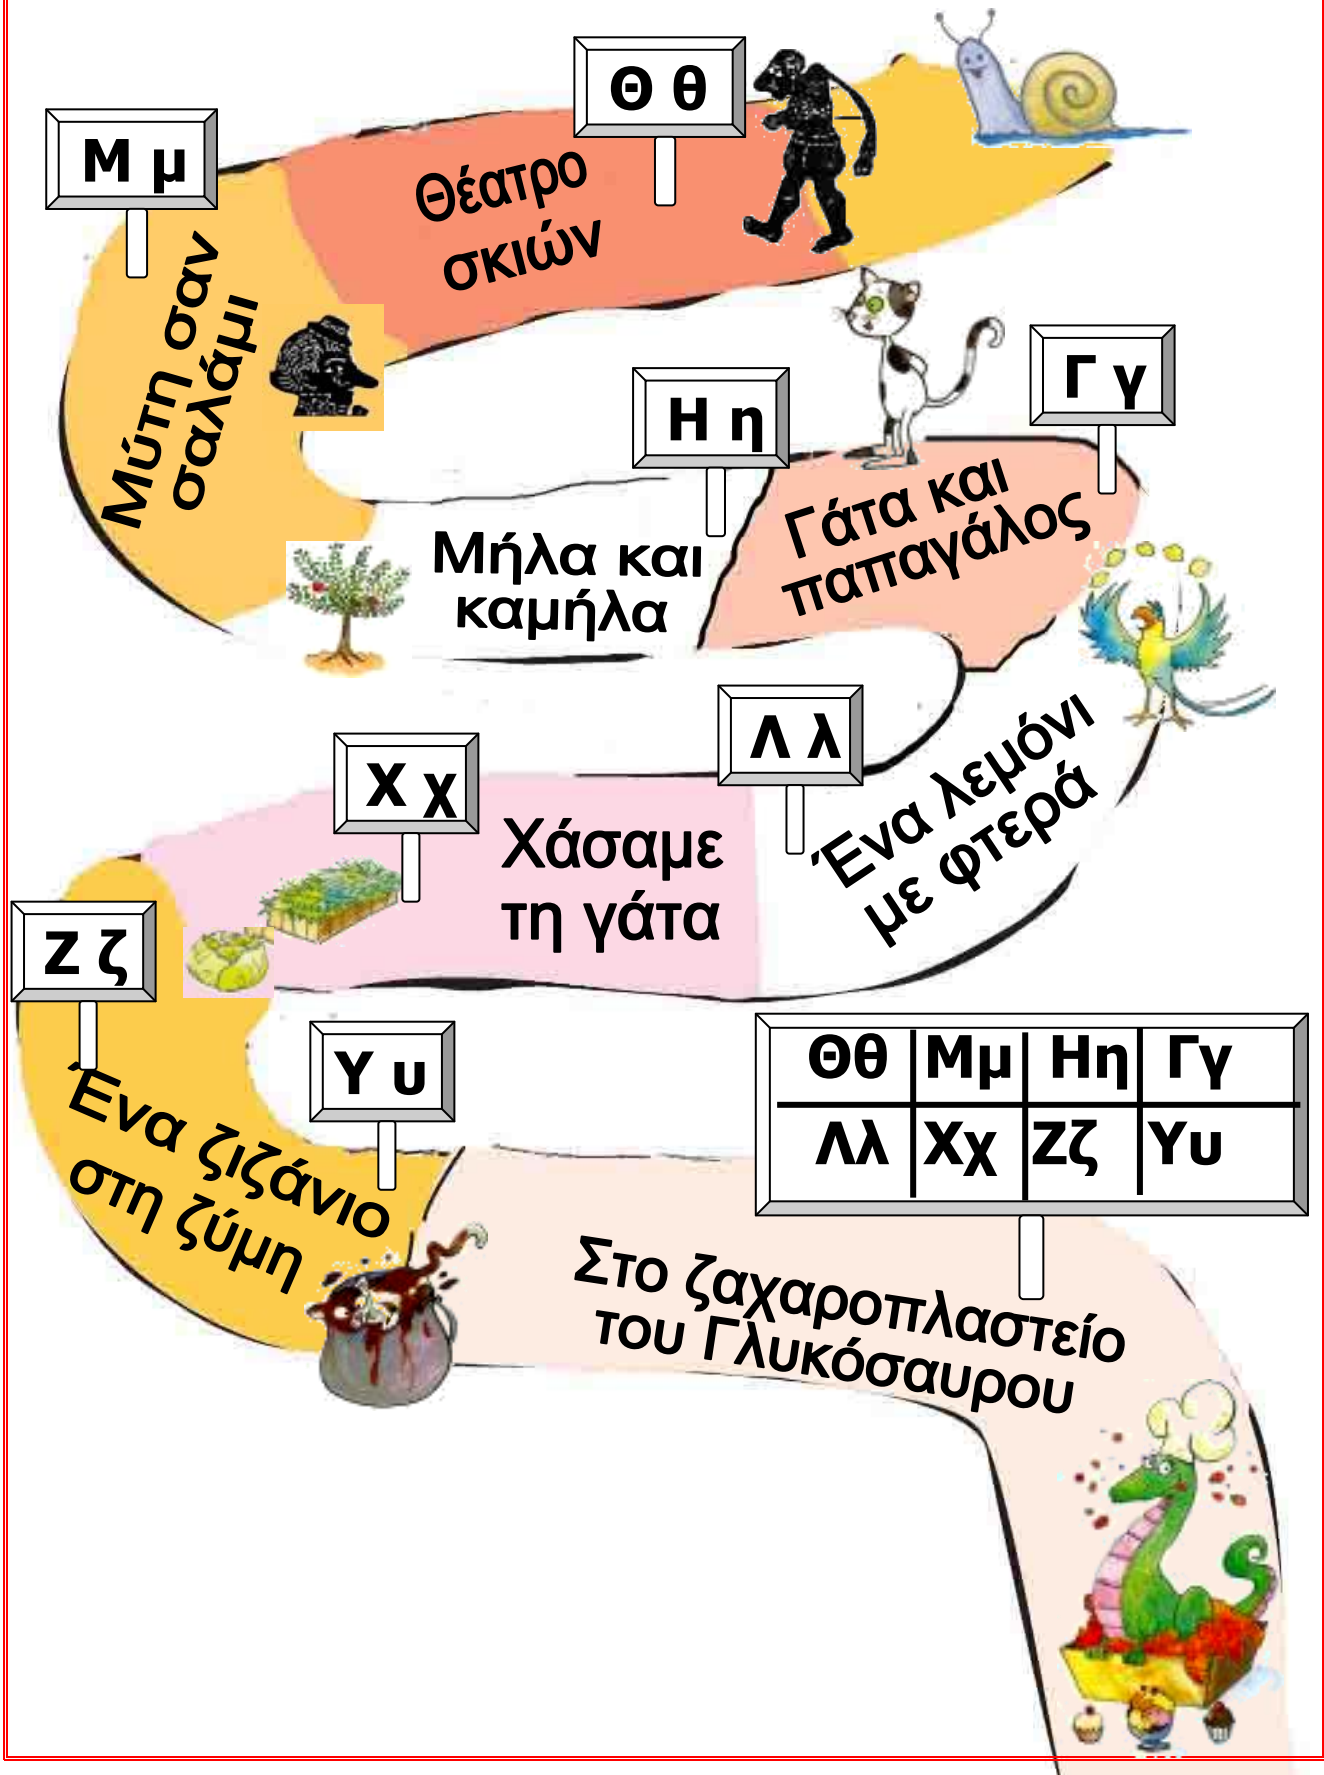 Θ θ
Θέατρο
σκιών
Μ μ
Μύτη σαν
σαλάμι
Η η
Μήλα και
καμήλα
Γ γ
Γάτα και
παπαγάλος
Λ λ
Ένα λεμόνι
με φτερά
Χ χ
Χάσαμε
τη γάτα
Ζ ζ
Ένα ζιζάνιο
στη ζύμη
Υ υ
Θθ Μμ Ηη Γγ
Λλ Χχ Ζζ Υυ
Στο ζαχαροπλαστείο
του Γλυκόσαυρου